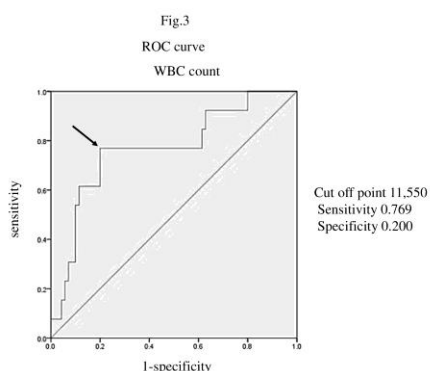 Fig.3
ROC curve
WBC count
1.0
0.8
0.6
0.4
0.2
0.0
0.0 0.2 0.4 0.6 0.8 1.0
sensitivity
1-specificity
Cut off point 11,550
Sensitivity 0.769
Specificity 0.200